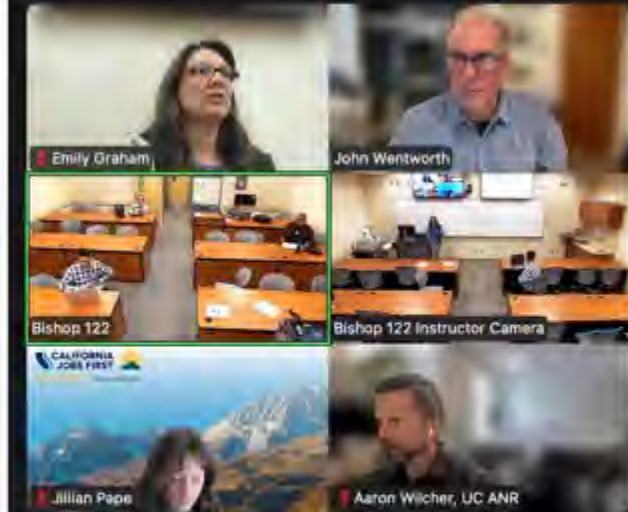 Emily Graham
John Wentworth
Bishop 122
Bishop 122 Instructor Camera
CALIFORNIA
JOBS FIRST
Jillian Pape
Aaron Wilcher, UC ANR